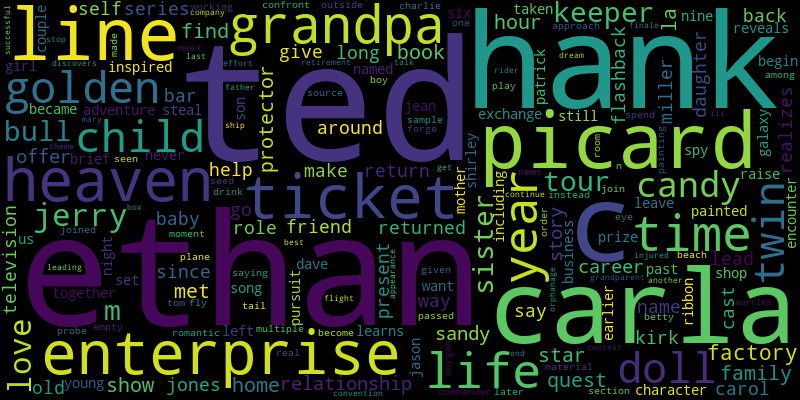 successful
couple
self series
company
working
grandpa
confront
outside
charlie
six
one
keeper
taken
finale
line
stop
find
ted
hank
hour
la
nine
back
reveals
made
discovers
meet
last
give long book
approach
dream
girl
inspired
effort
retirement
talk
named
boy
rider
play
patrick
flashback
miller
daughter
begin
among
golden bar
became
adventure steal
son
protector
father
source
jean
sample
forge
exchange
still
spy
galaxy
realizes
mary
theme
ship
around
picard
bull child
offer brief seen never
help
make
shirley
room
painting
spend
iii
raise
heaven
seed
drink
ticket
return
get
mother
n
news
tour candy
continue
instead
join
twin
encounter
jerry
box
go
role friend
returned
sister
including
year
order
c
eye
leave
painted
television
us
joined
baby
moment
night
since
plane
best
ethan
present
appearance
story
business
prize
time
injured
beach
lead
career past shop
m
set
met
saying
song
dave
pursuit
given
want
way
say
orphanage
grandparent
another
married
leading
together
tom fly
tail
flight
passed
earlier
carla
name
ribbon
cast
love
probe
empty
romantic
left
multiple
become
learns
sandy
kirk
betty
contest
enterprise
real
jason
morgan
life
end
material
star
doll
factory
old
young
show jones
home
relationship
convention
commander
later
quest
section
character
family
carol